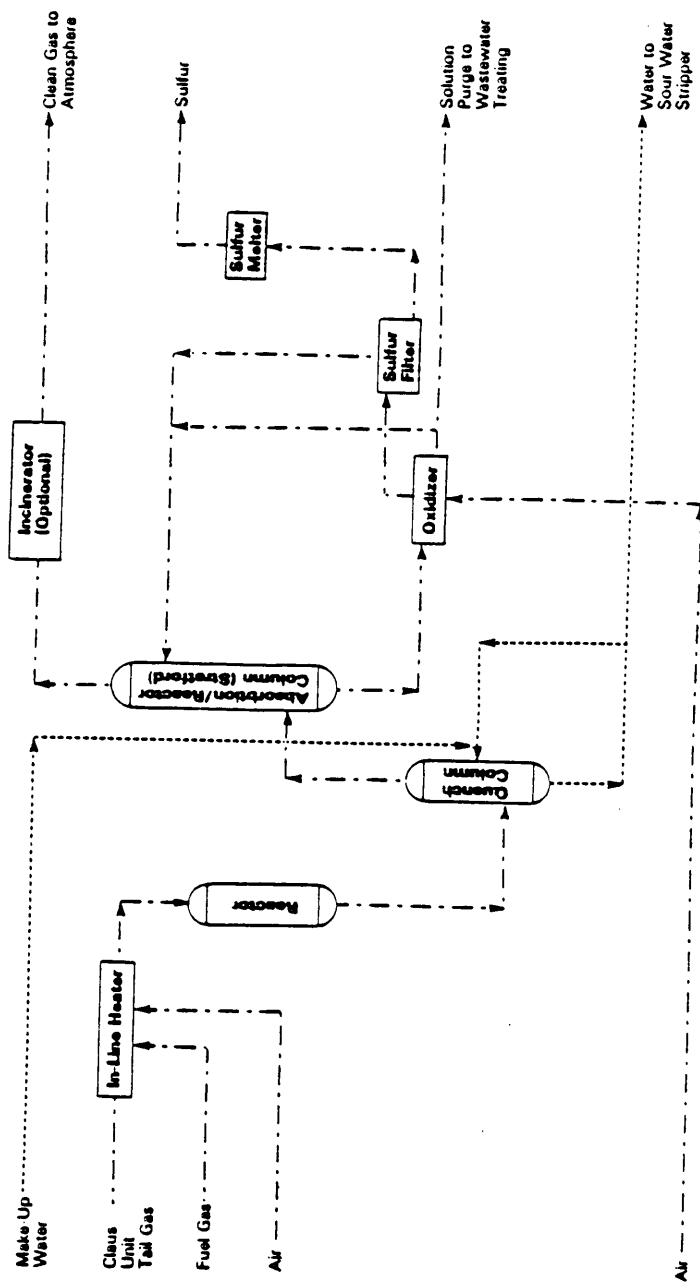 Make-Up
Water
Claus
Unit
Tail Gas
Fuel Gas
Air
Air
In-Line Heater
Reactor
Quench
Column
Absorbtion/Reactor
Column (Stretford)
Incinerator
(Optional)
Oxidizer
Sulfur
Filter
Sulfur
Melter
Clean Gas to
Atmosphere
Sulfur
Solution
Purge to
Wastewater
Treating
Water to
Sour Water
Stripper